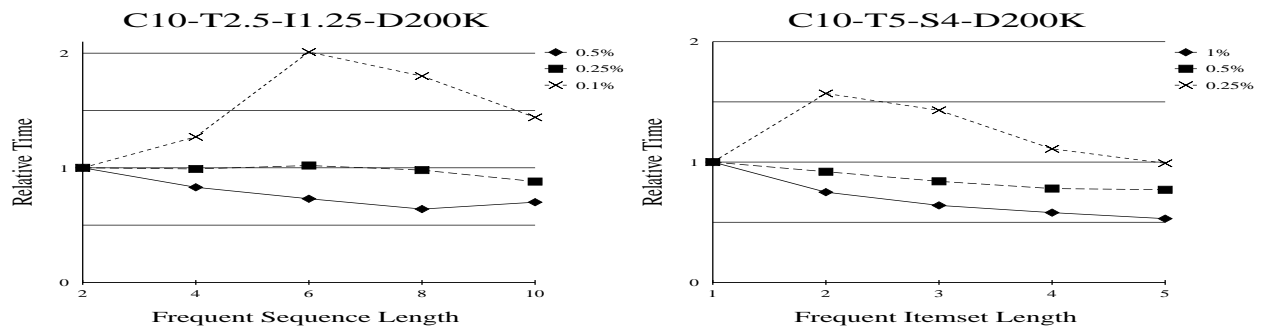 C10-T2.5-I1.25-D200K
Relative Time
2
1
0
0.5%
0.25%
0.1%
2 4 6 8 10
Frequent Sequence Length
C10-T5-S4-D200K
Relative Time
2
1
0
1%
0.5%
0.25%
1 2 3 4 5
Frequent Itemset Length